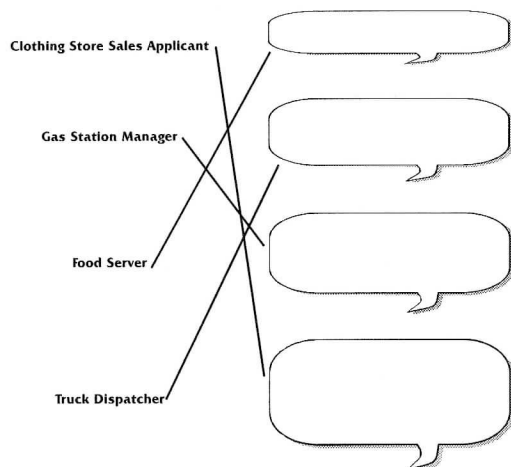 Clothing Store Sales Applicant
Gas Station Manager
Food Server
Truck Dispatcher